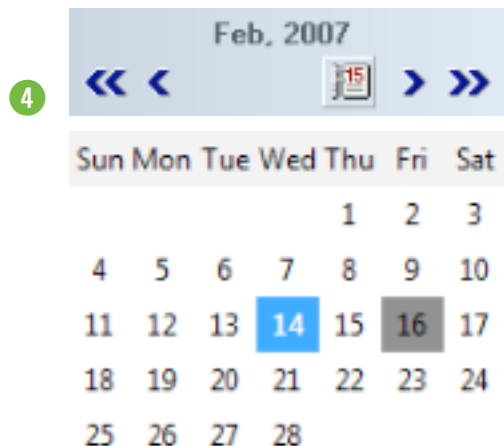 Feb, 2007
4
« ‹ 15 › »
Sun Mon Tue Wed Thu Fri Sat
1 2 3
4 5 6 7 8 9 10
11 12 13 14 15 16 17
18 19 20 21 22 23 24
25 26 27 28